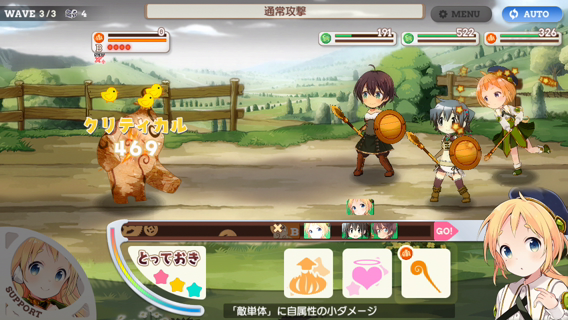 WAVE 3/3
4
通常攻撃
MENU
AUTO
0
191
522
326
クリティカル
469
B
GO!
とっておき
SUPPORT
「敵単体」に自属性の小ダメージ